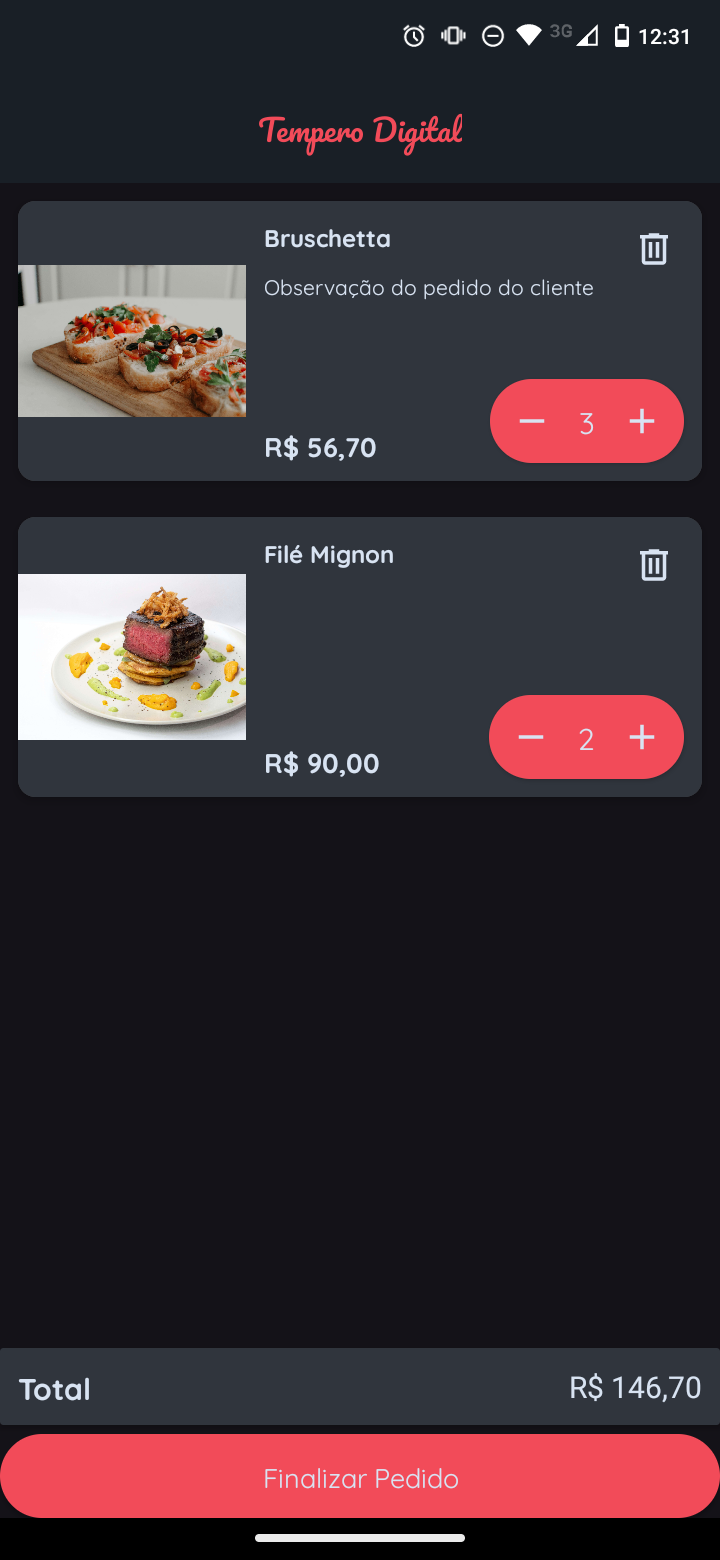 3G 12:31
Tempero Digital
Bruschetta
Observação do pedido do cliente
R$ 56,70
3
Filé Mignon
R$ 90,00
2
Total
R$ 146,70
Finalizar Pedido